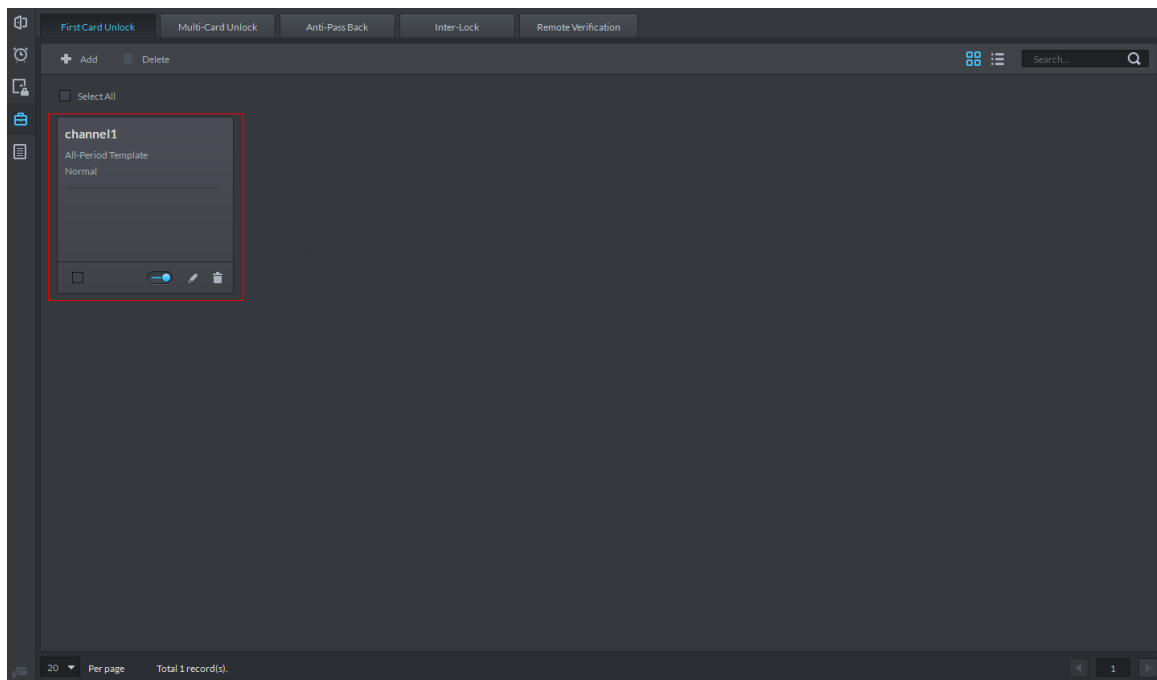 First Card Unlock
Multi-Card Unlock
Anti-Pass Back
Inter-Lock
Remote Verification
Add
Delete
Search...
Select All
channel1
All-Period Template
Normal
20
Per page
Total 1 record(s).
1